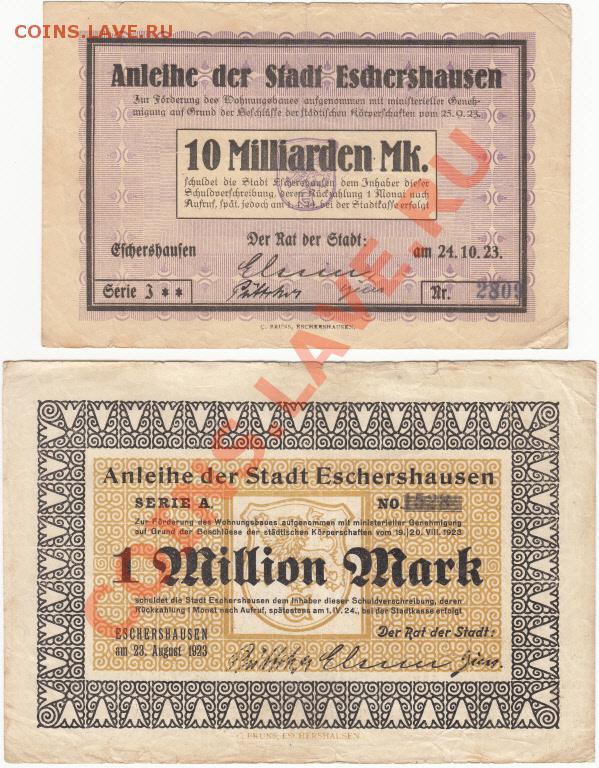 COINS.LAVE.RU
Anleihe der Stadt Eschershausen
Zur Förderung des Wohnungsbaues aufgenommen mit ministerieller Geneh-
migung auf Grund der Beschlüsse der städtischen Körperschaften vom 25.9.23.
10 Milliarden Mk.
schuldet die Stadt Eschershausen dem Inhaber dieser
Schuldverschreibung, deren Rückzahlung 1 Monat nach
Aufruf, spät. jedoch am 1.4.24. bei der Stadtkasse erfolgt
Eschershausen
Der Rat der Stadt:
am 24.10.23.
Serie J **
Nr. 2809
C. BRUNS, ESCHERSHAUSEN.
COINS.LAVE.RU
Anleihe der Stadt Eschershausen
SERIE A.
NO.
Zur Förderung des Wohnungsbaues aufgenommen mit ministerieller Genehmigung
auf Grund der Beschlüsse der städtischen Körperschaften vom 19./20. VIII. 1923
1 Million Mark
schuldet die Stadt Eschershausen dem Inhaber dieser Schuldverschreibung, deren
Rückzahlung 1 Monat nach Aufruf, spätestens am 1. IV. 24., bei der Stadtkasse erfolgt
ESCHERSHAUSEN
am 23. August 1923
Der Rat der Stadt:
C. BRUNS, ESCHERSHAUSEN